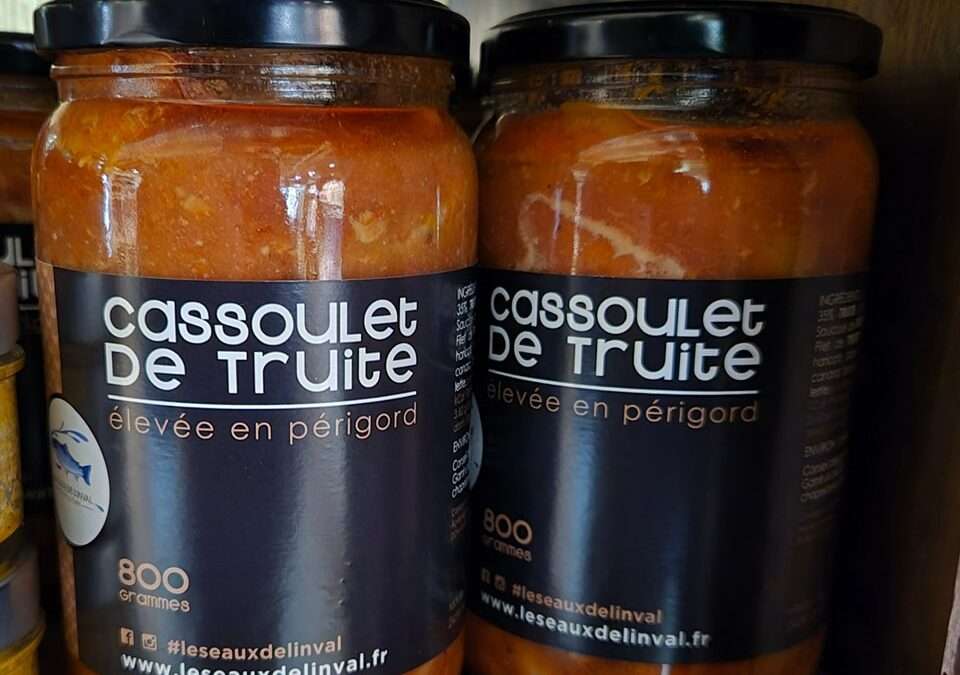 CASSOULET
DE TRUITE
élevée en périgord
800
GRAMMES
#leseauxdelinval
www.leseauxdelinval.fr
CASSOULET
DE TRUITE
élevée en périgord
800
GRAMMES
#leseauxdelinval
www.leseauxdelinval.fr